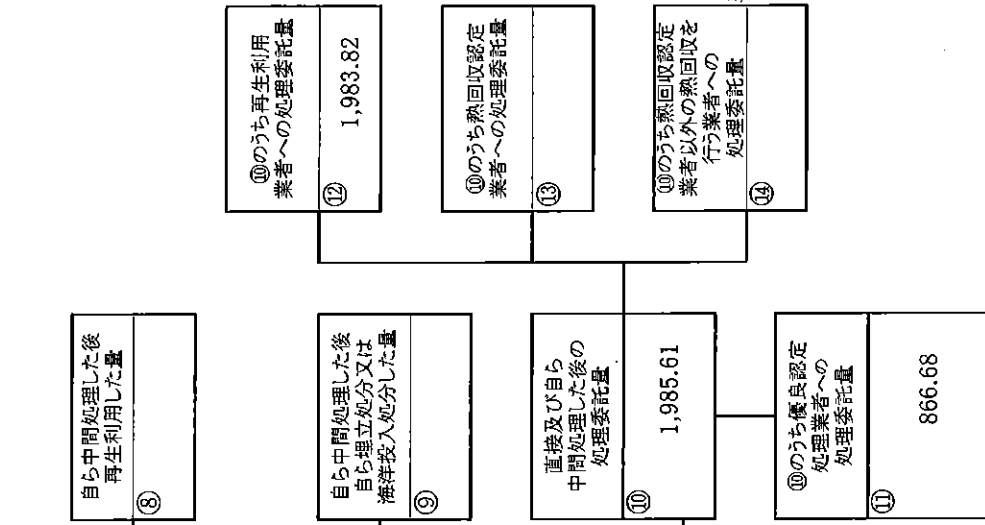 自ら中間処理した後
再生利用した量
⑧
自ら中間処理した後
自ら埋立処分又は
海洋投入処分した量
⑨
直接及び自ら
中間処理した後の
処理委託量
⑩
1,985.61
⑩のうち優良認定
処理業者への
処理委託量
⑪
866.68
⑩のうち再生利用
業者への処理委託量
⑫
1,983.82
⑩のうち熱回収認定
業者への処理委託量
⑬
⑩のうち熱回収認定
業者以外の熱回収を
行う業者への
処理委託量
⑭